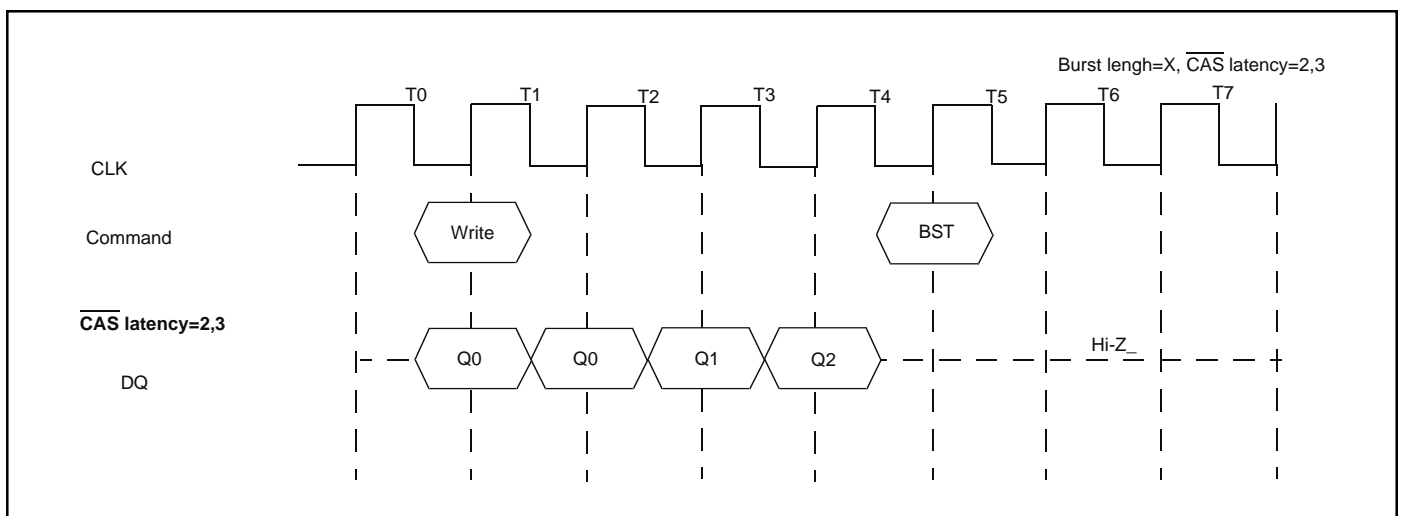 Burst lengh=X, CAS latency=2,3
T0 T1 T2 T3 T4 T5 T6 T7
CLK
Command
Write
BST
CAS latency=2,3
DQ
Q0 Q0 Q1 Q2
Hi-Z_